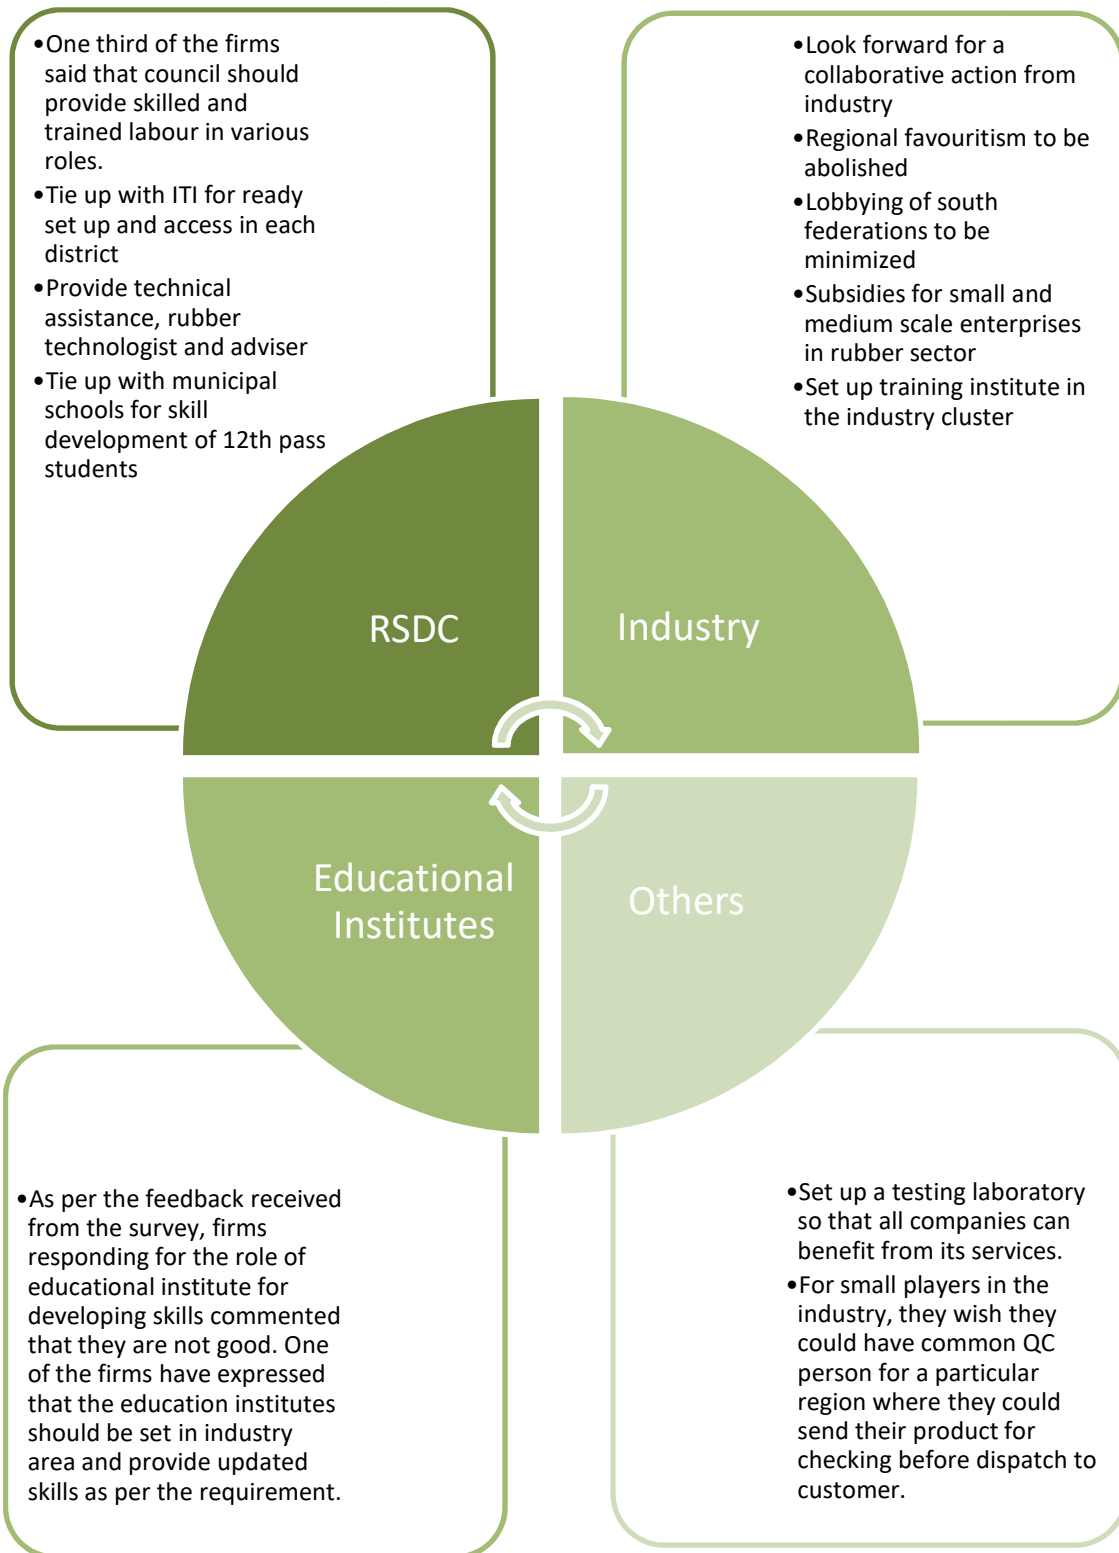 •One third of the firms
said that council should
provide skilled and
trained labour in various
roles.
•Tie up with ITI for ready
set up and access in each
district
•Provide technical
assistance, rubber
technologist and adviser
•Tie up with municipal
schools for skill
development of 12th pass
students
•Look forward for a
collaborative action from
industry
•Regional favouritism to be
abolished
•Lobbying of south
federations to be
minimized
•Subsidies for small and
medium scale enterprises
in rubber sector
•Set up training institute in
the industry cluster
RSDC
Industry
Educational
Institutes
Others
•As per the feedback received
from the survey, firms
responding for the role of
educational institute for
developing skills commented
that they are not good. One
of the firms have expressed
that the education institutes
should be set in industry
area and provide updated
skills as per the requirement.
•Set up a testing laboratory
so that all companies can
benefit from its services.
•For small players in the
industry, they wish they
could have common QC
person for a particular
region where they could
send their product for
checking before dispatch to
customer.